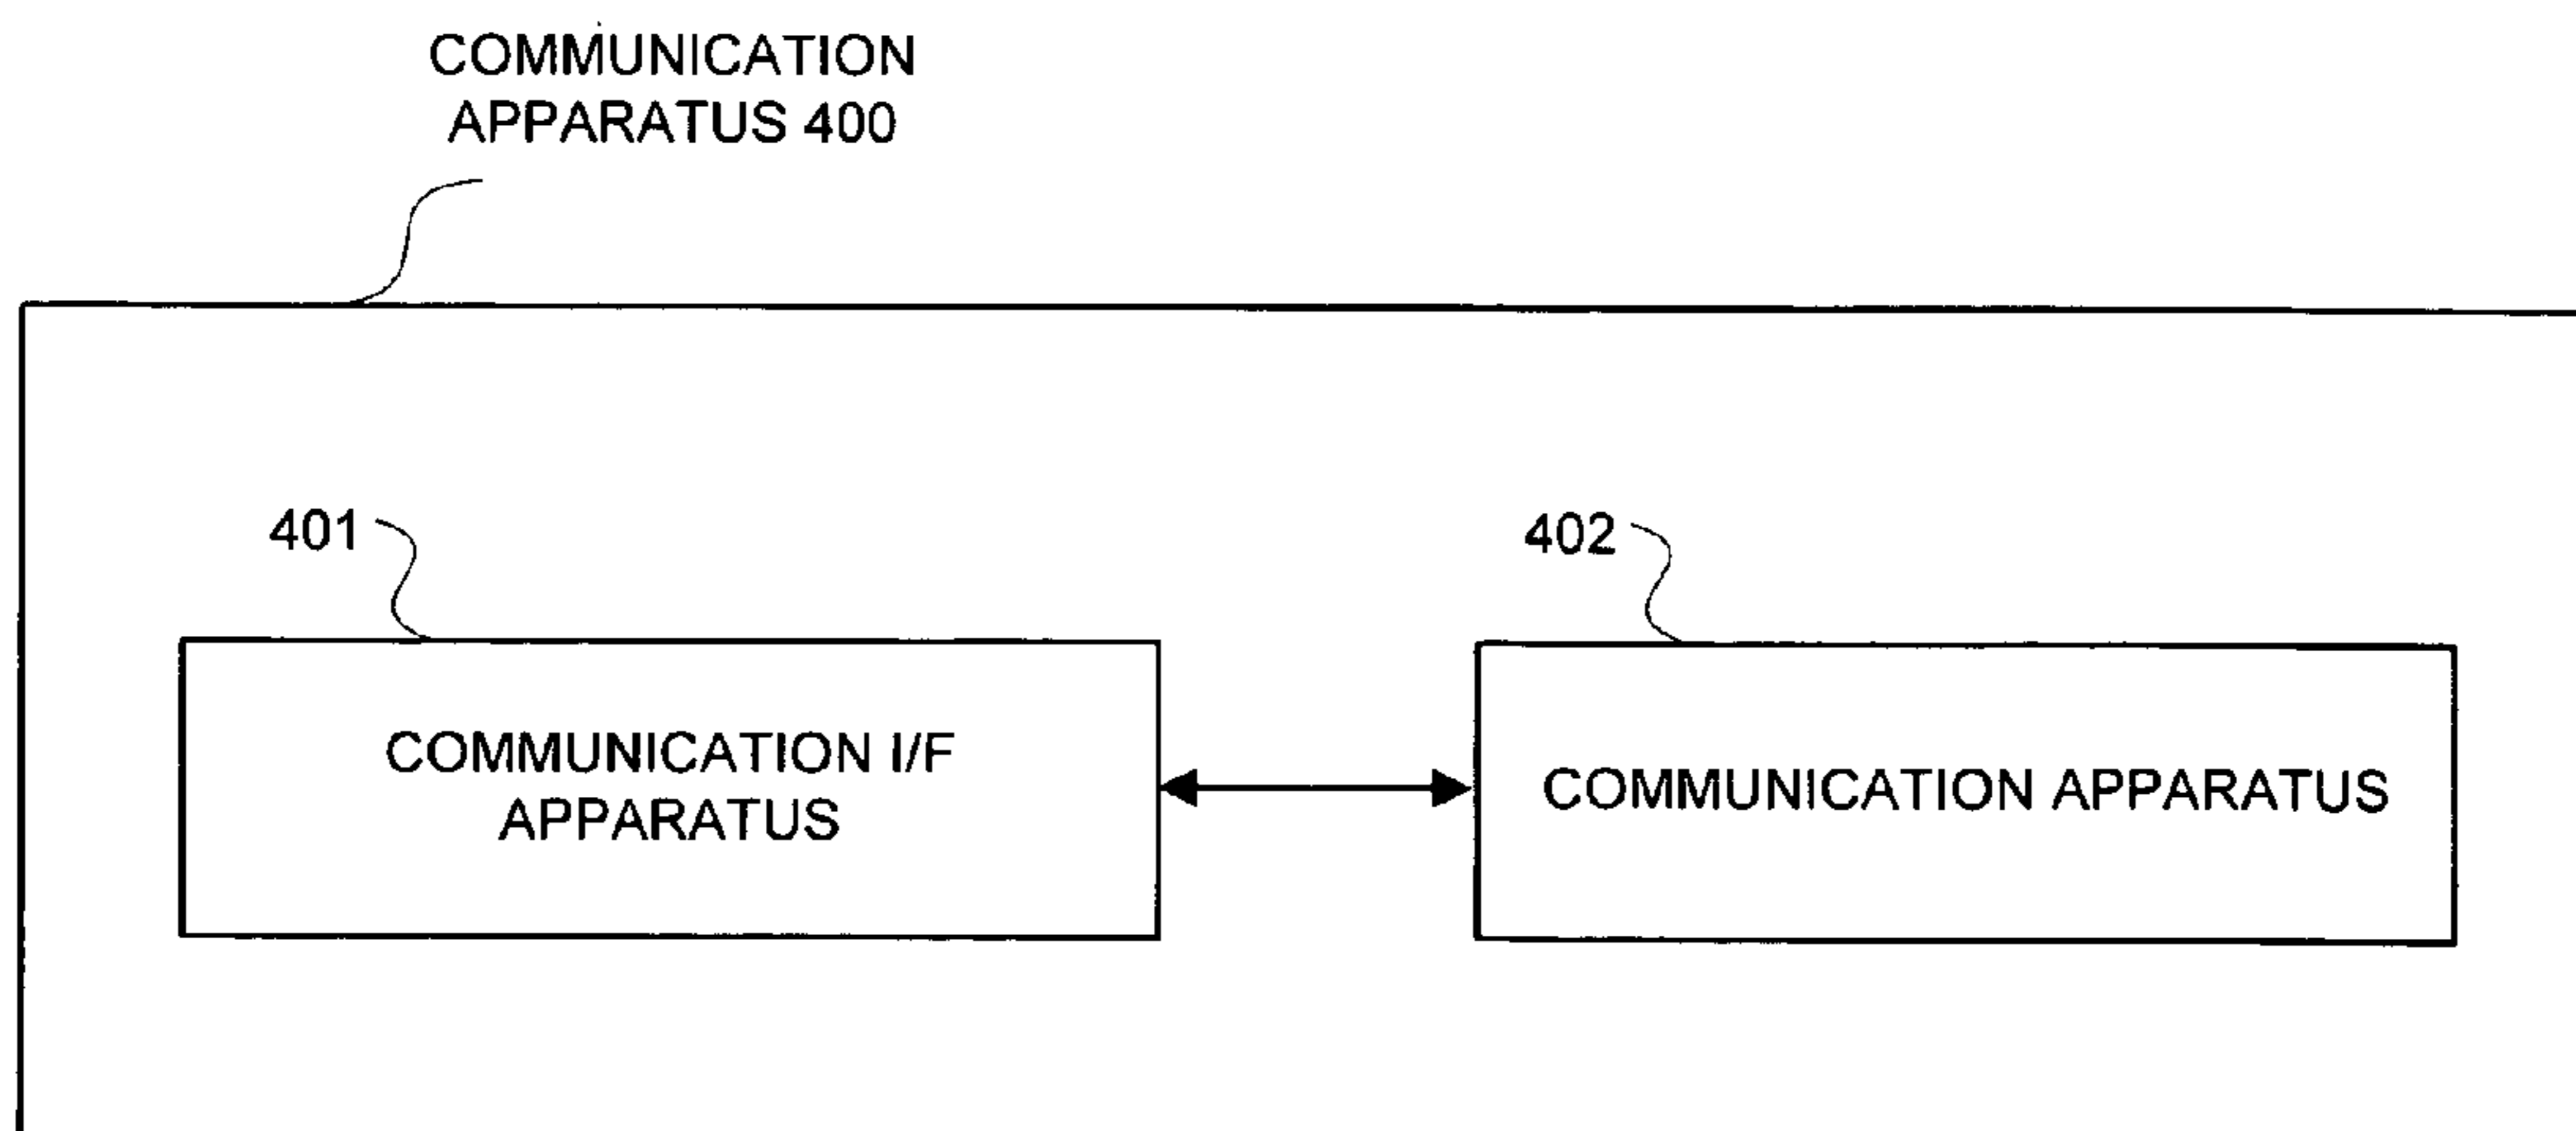 COMMUNICATION
APPARATUS 400
401
402
COMMUNICATION I/F
APPARATUS
COMMUNICATION APPARATUS